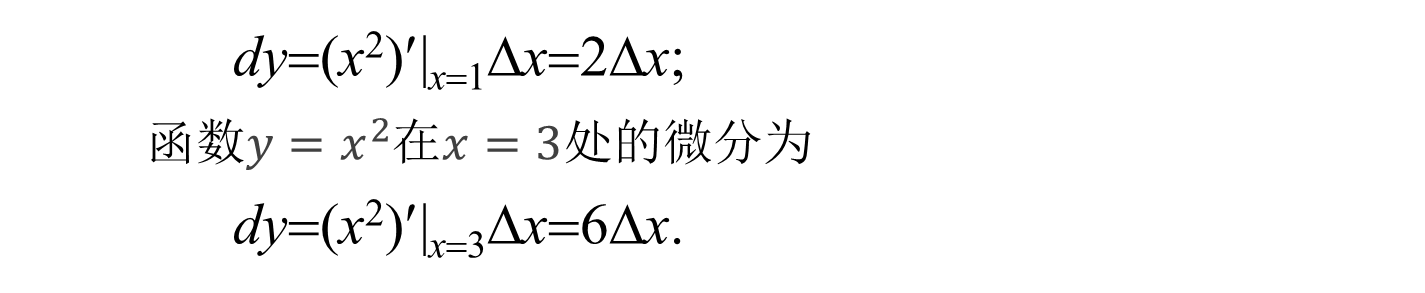 dy=(x²)′|ₓ₌₁Δx=2Δx;
函数y = x²在x = 3处的微分为
dy=(x²)′|ₓ₌₃Δx=6Δx.